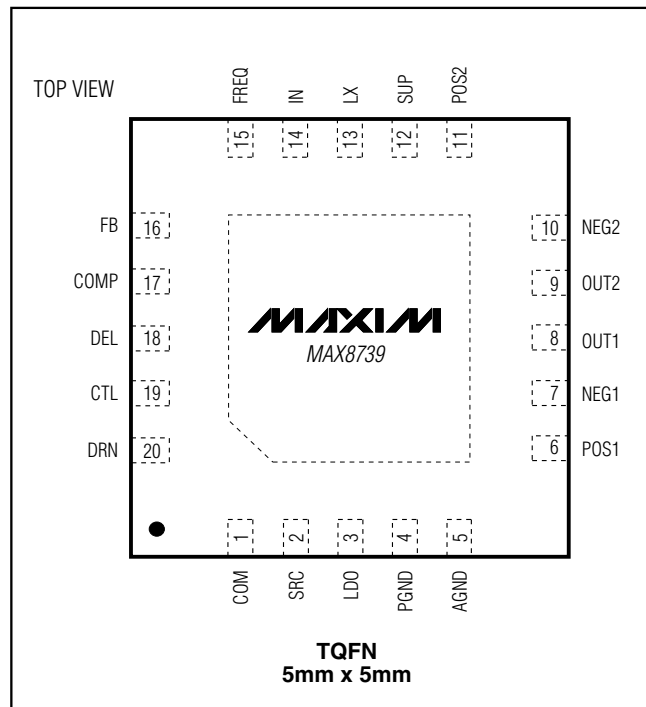 TOP VIEW
FREQ
IN
LX
SUP
POS2
15
14
13
12
11
FB 16
COMP 17
DEL 18
CTL 19
DRN 20
MAXIM
MAX8739
10 NEG2
9 OUT2
8 OUT1
7 NEG1
6 POS1
1
2
3
4
5
COM
SRC
LDO
PGND
AGND
TQFN
5mm x 5mm